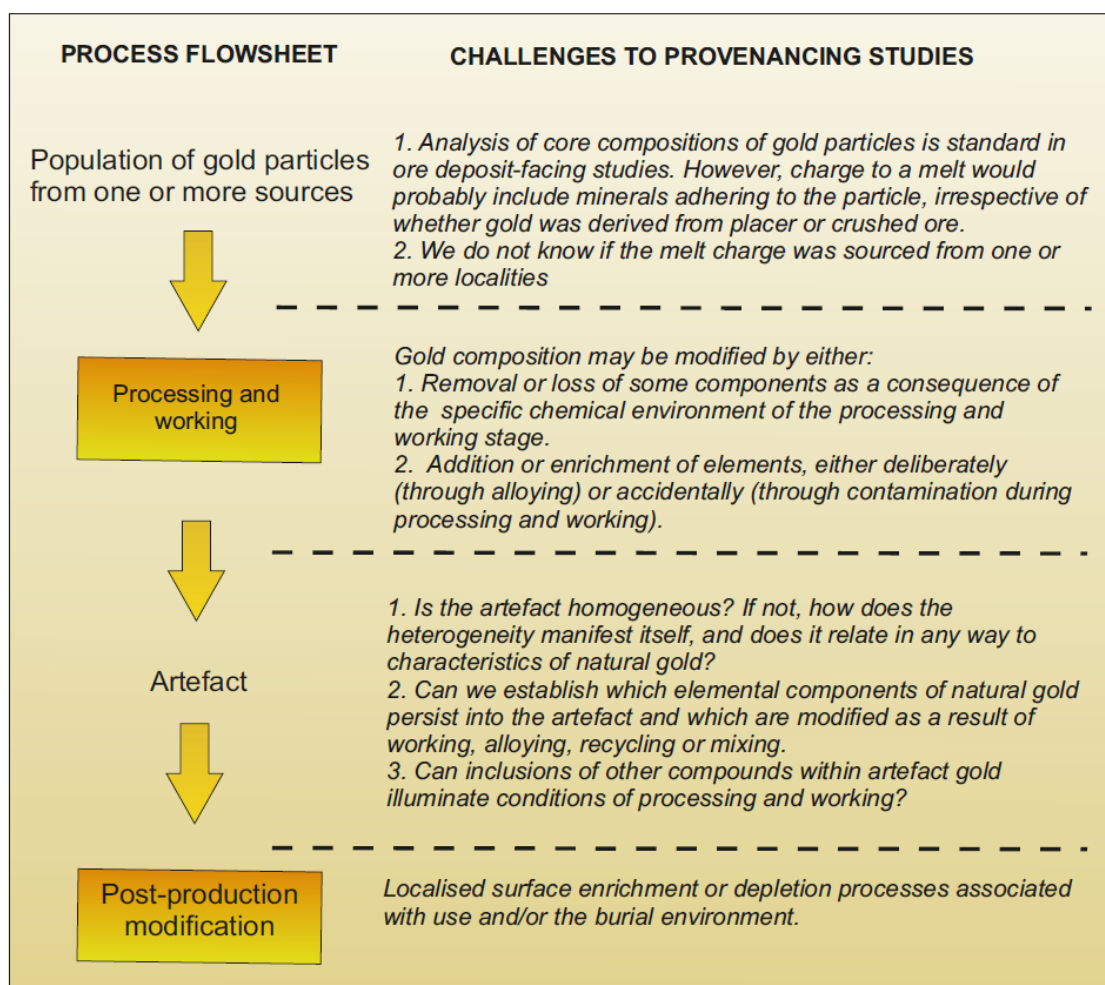 PROCESS FLOWSHEET
CHALLENGES TO PROVENANCING STUDIES
Population of gold particles
from one or more sources
1. Analysis of core compositions of gold particles is standard in
ore deposit-facing studies. However, charge to a melt would
probably include minerals adhering to the particle, irrespective of
whether gold was derived from placer or crushed ore.
2. We do not know if the melt charge was sourced from one or
more localities
Processing and
working
Gold composition may be modified by either:
1. Removal or loss of some components as a consequence of
the specific chemical environment of the processing and
working stage.
2. Addition or enrichment of elements, either deliberately
(through alloying) or accidentally (through contamination during
processing and working).
Artefact
1. Is the artefact homogeneous? If not, how does the
heterogeneity manifest itself, and does it relate in any way to
characteristics of natural gold?
2. Can we establish which elemental components of natural gold
persist into the artefact and which are modified as a result of
working, alloying, recycling or mixing.
3. Can inclusions of other compounds within artefact gold
illuminate conditions of processing and working?
Post-production
modification
Localised surface enrichment or depletion processes associated
with use and/or the burial environment.